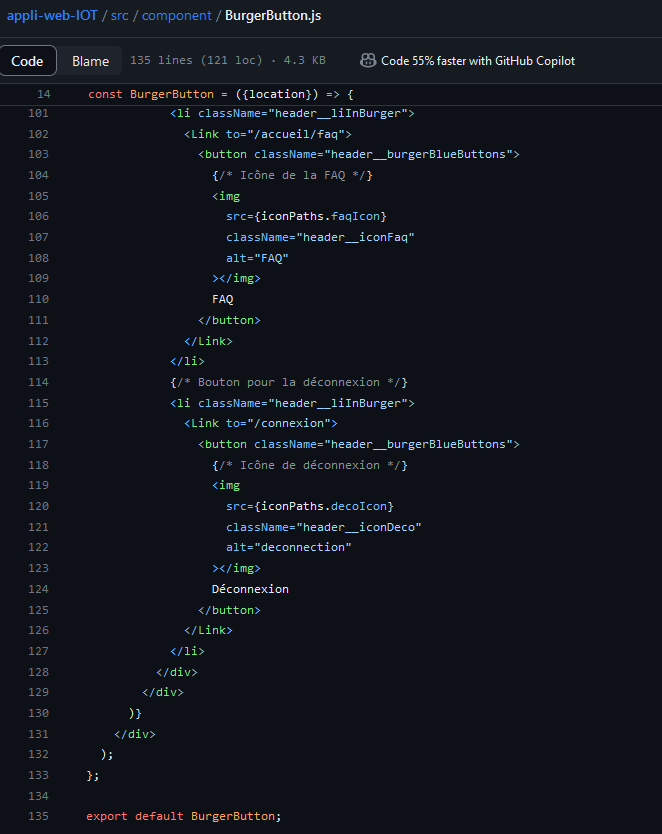 appli-web-IOT / src / component / BurgerButton.js
Code Blame 135 lines (121 loc) · 4.3 KB Code 55% faster with GitHub Copilot
14 const BurgerButton = ({location}) => {
101 <li className="header__liInBurger">
102 <Link to="/accueil/faq">
103 <button className="header__burgerBlueButtons">
104 {/* Icône de la FAQ */}
105 <img
106 src={iconPaths.faqIcon}
107 className="header__iconFaq"
108 alt="FAQ"
109 ></img>
110 FAQ
111 </button>
112 </Link>
113 </li>
114 {/* Bouton pour la déconnexion */}
115 <li className="header__liInBurger">
116 <Link to="/connexion">
117 <button className="header__burgerBlueButtons">
118 {/* Icône de déconnexion */}
119 <img
120 src={iconPaths.decoIcon}
121 className="header__iconDeco"
122 alt="deconnection"
123 ></img>
124 Déconnexion
125 </button>
126 </Link>
127 </li>
128 </div>
129 </div>
130 )}
131 </div>
132 );
133 };
134
135 export default BurgerButton;